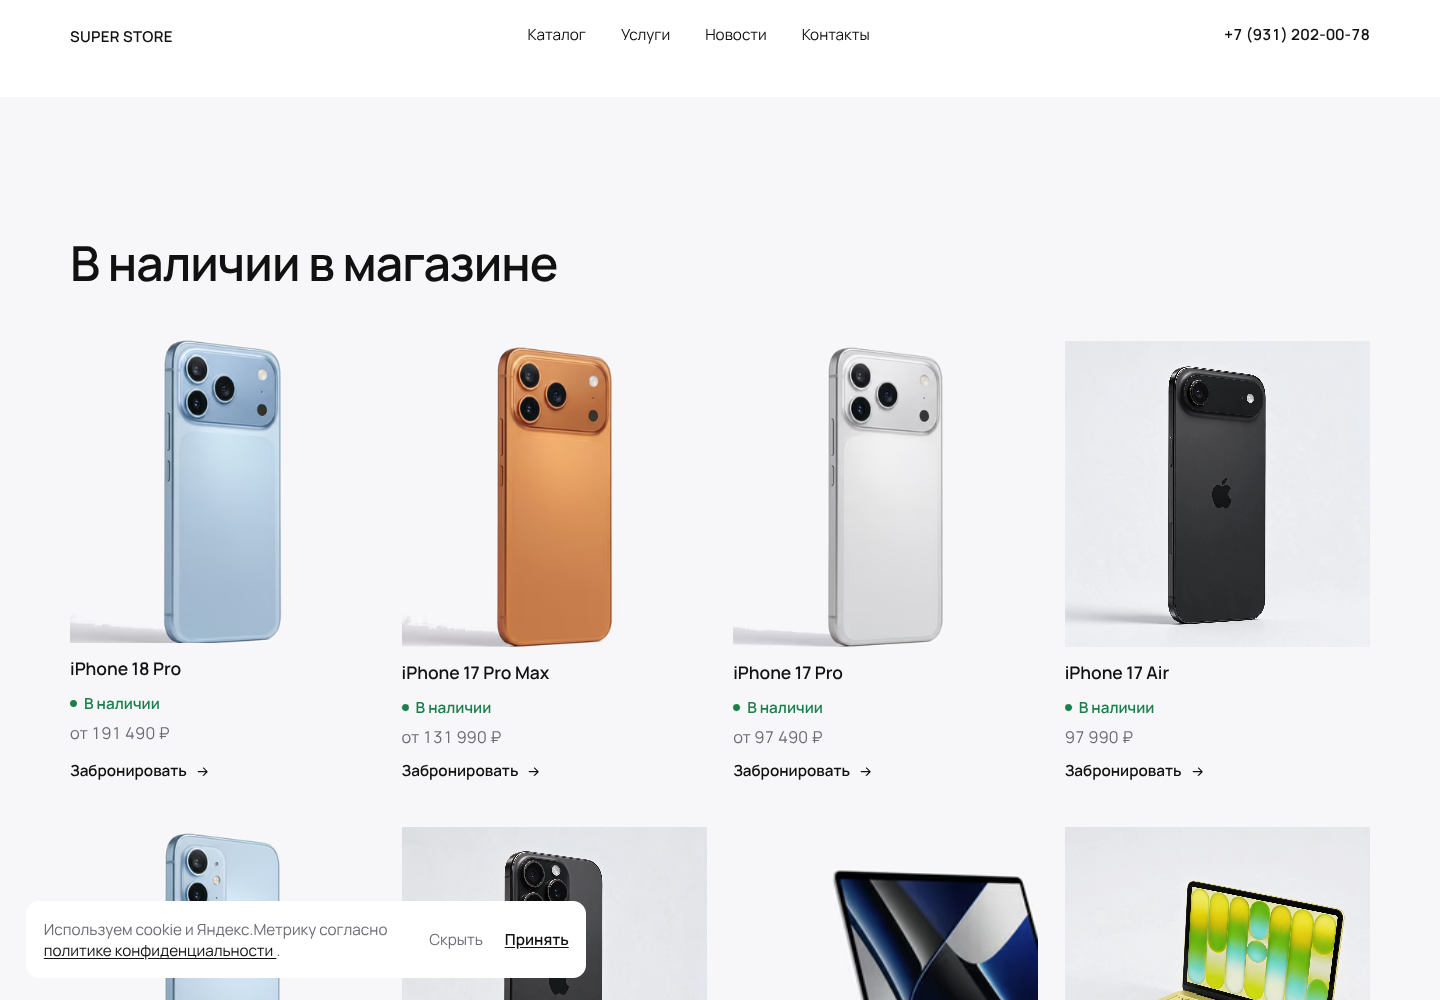 SUPER STORE
Каталог
Услуги
Новости
Контакты
+7 (931) 202-00-78
В наличии в магазине
iPhone 18 Pro
В наличии
от 191 490 ₽
Забронировать →
iPhone 17 Pro Max
В наличии
от 131 990 ₽
Забронировать →
iPhone 17 Pro
В наличии
от 97 490 ₽
Забронировать →
iPhone 17 Air
В наличии
97 990 ₽
Забронировать →
Используем cookie и Яндекс.Метрику согласно
политике конфиденциальности .
Скрыть
Принять